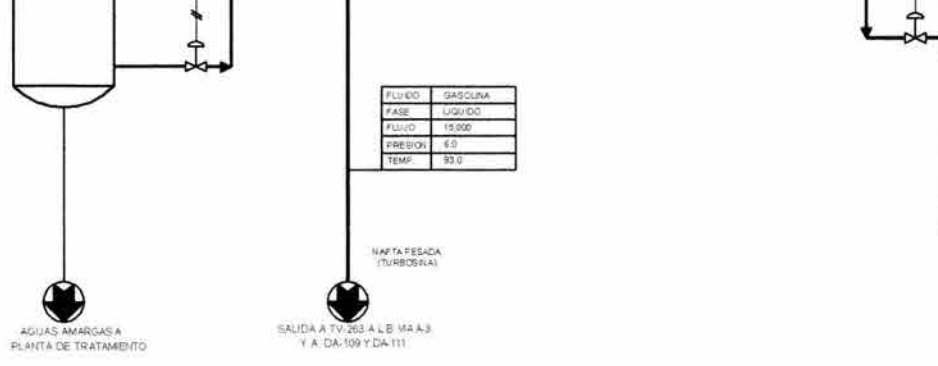 FLUIDO GASOLINA
FASE LIQUIDO
FLUJO 15,000
PRESION 6.0
TEMP. 93.0
NAFTA PESADA
(TURBOSINA)
AGUAS AMARGAS A
PLANTA DE TRATAMIENTO
SALIDA A TV-263 A L.B. VIA A-3
Y A DA-109 Y DA-111